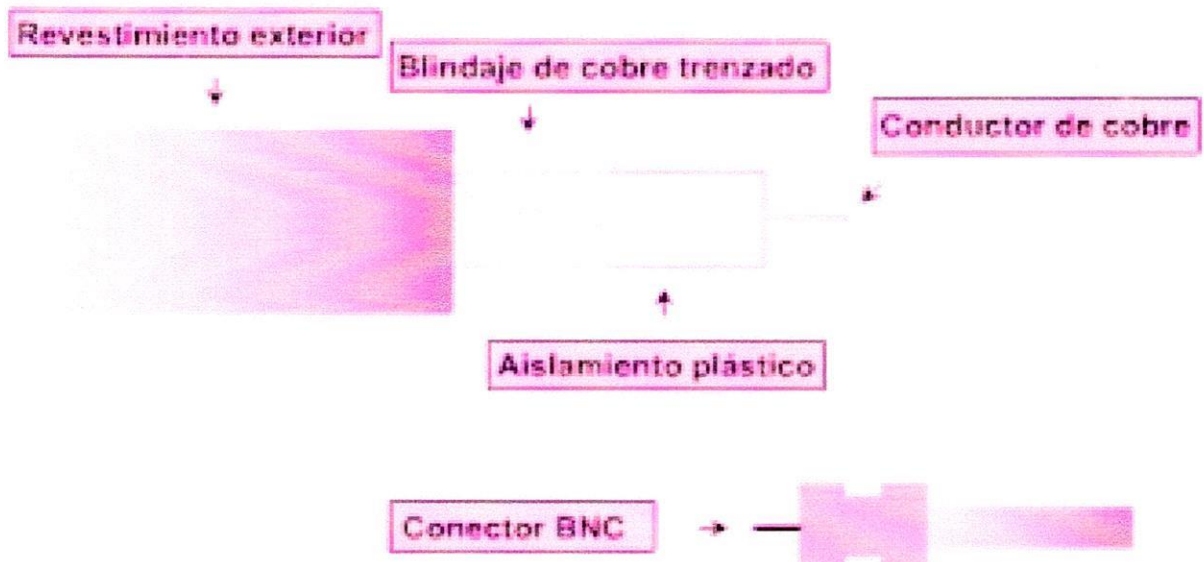 Revestimiento exterior
Blindaje de cobre trenzado
Conductor de cobre
Aislamiento plástico
Conector BNC